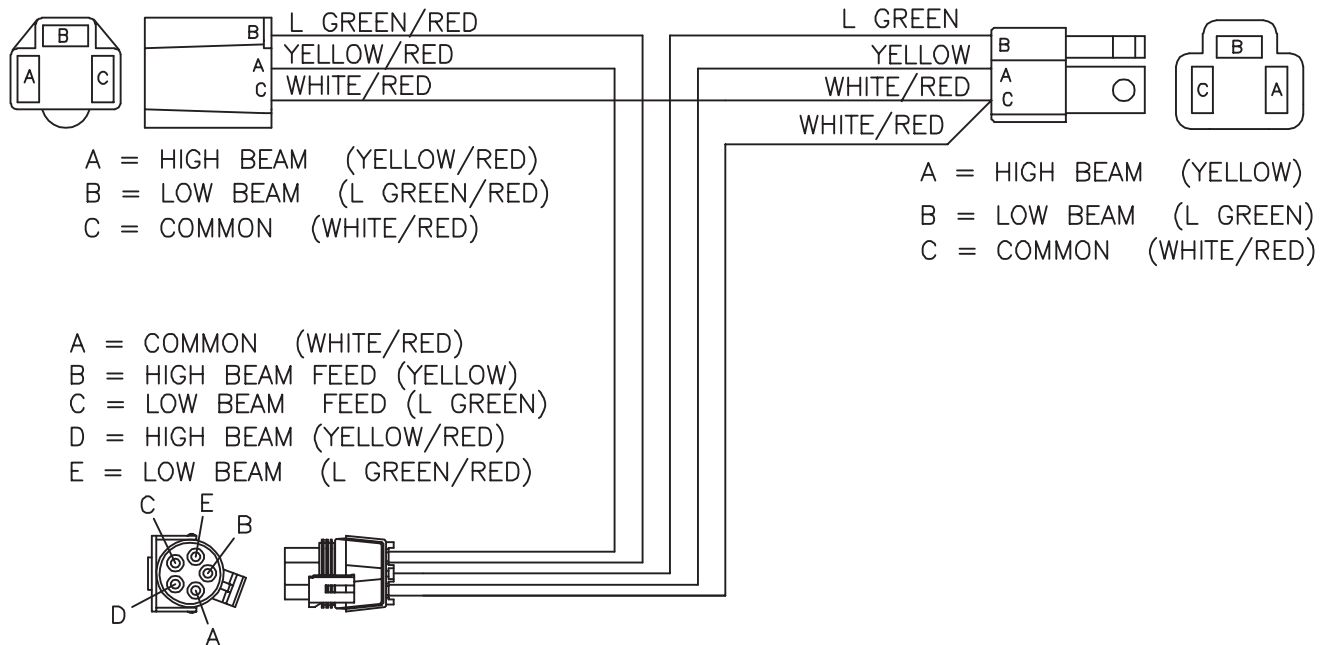 B
A
C
B
A
C
L GREEN/RED
YELLOW/RED
WHITE/RED
L GREEN
YELLOW
WHITE/RED
WHITE/RED
B
A
C
B
C
A
A = HIGH BEAM (YELLOW/RED)
B = LOW BEAM (L GREEN/RED)
C = COMMON (WHITE/RED)
A = HIGH BEAM (YELLOW)
B = LOW BEAM (L GREEN)
C = COMMON (WHITE/RED)
A = COMMON (WHITE/RED)
B = HIGH BEAM FEED (YELLOW)
C = LOW BEAM FEED (L GREEN)
D = HIGH BEAM (YELLOW/RED)
E = LOW BEAM (L GREEN/RED)
C
E
B
D
A